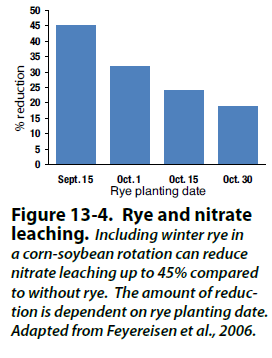 50
45
40
35
30
25
20
15
10
5
0
% reduction
Sept. 15 Oct. 1 Oct. 15 Oct. 30
Rye planting date
Figure 13-4. Rye and nitrate
leaching. Including winter rye in
a corn-soybean rotation can reduce
nitrate leaching up to 45% compared
to without rye. The amount of reduc-
tion is dependent on rye planting date.
Adapted from Feyereisen et al., 2006.